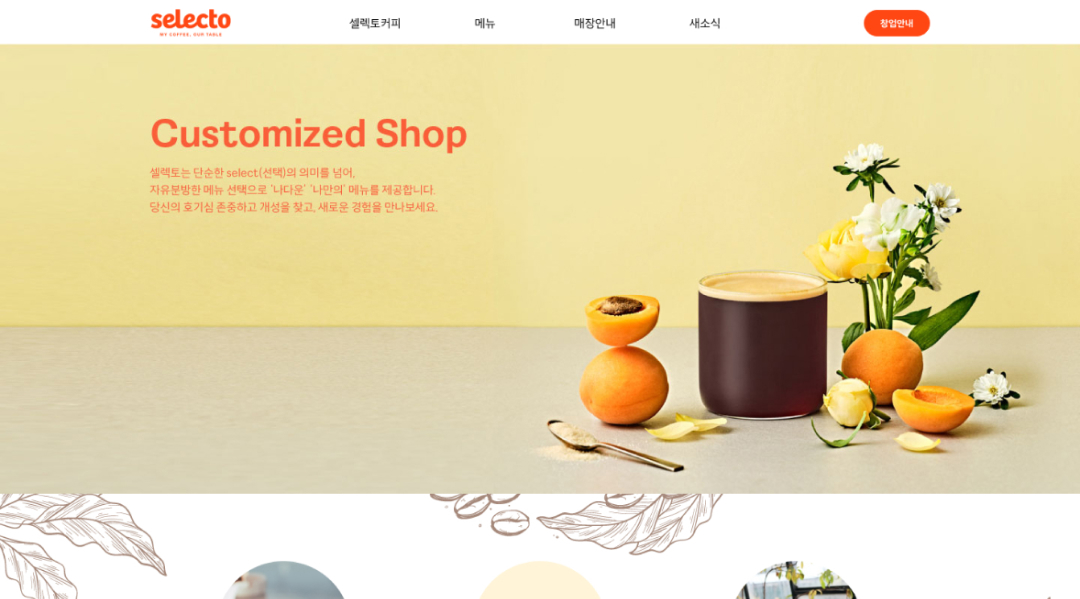 selecto
MY COFFEE, OUR TABLE
셀렉토커피
메뉴
매장안내
새소식
창업안내
Customized Shop
셀렉토는 단순한 select(선택)의 의미를 넘어,
자유분방한 메뉴 선택으로 '나다운' '나만의' 메뉴를 제공합니다.
당신의 호기심 존중하고 개성을 찾고, 새로운 경험을 만나보세요.